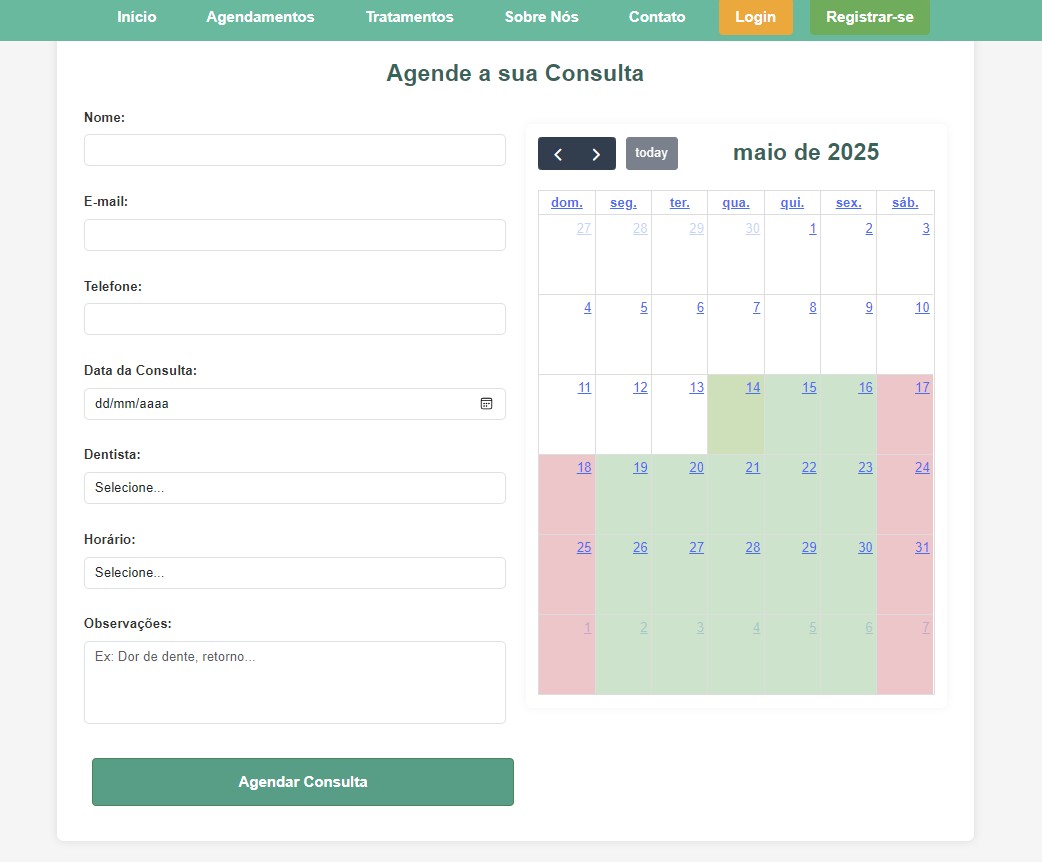 Início Agendamentos Tratamentos Sobre Nós Contato Login Registrar-se
Agende a sua Consulta
Nome:
E-mail:
Telefone:
Data da Consulta:
dd/mm/aaaa
Dentista:
Selecione...
Horário:
Selecione...
Observações:
Ex: Dor de dente, retorno...
Agendar Consulta
today maio de 2025
dom. seg. ter. qua. qui. sex. sáb.
27 28 29 30 1 2 3
4 5 6 7 8 9 10
11 12 13 14 15 16 17
18 19 20 21 22 23 24
25 26 27 28 29 30 31
1 2 3 4 5 6 7